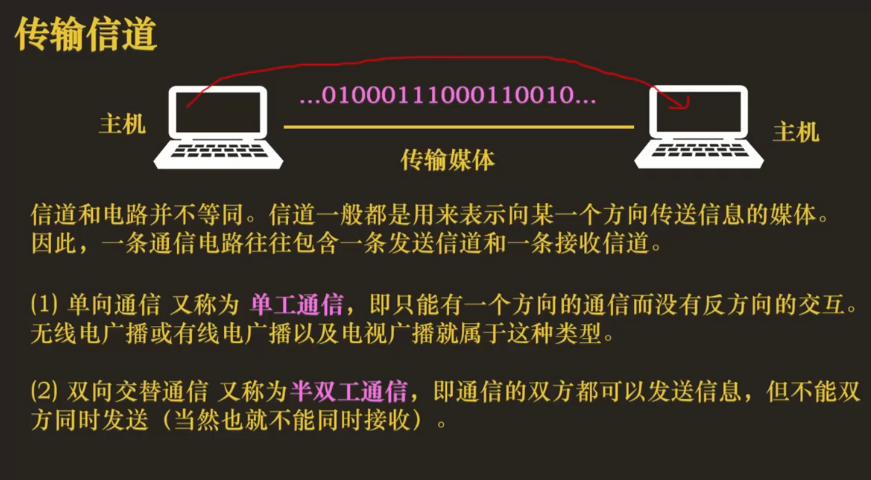 传输信道
...01000111000110010...
主机
主机
传输媒体
信道和电路并不等同。信道一般都是用来表示向某一个方向传送信息的媒体。
因此，一条通信电路往往包含一条发送信道和一条接收信道。
(1) 单向通信 又称为 单工通信，即只能有一个方向的通信而没有反方向的交互。
无线电广播或有线电广播以及电视广播就属于这种类型。
(2) 双向交替通信 又称为半双工通信，即通信的双方都可以发送信息，但不能双
方同时发送（当然也就不能同时接收）。